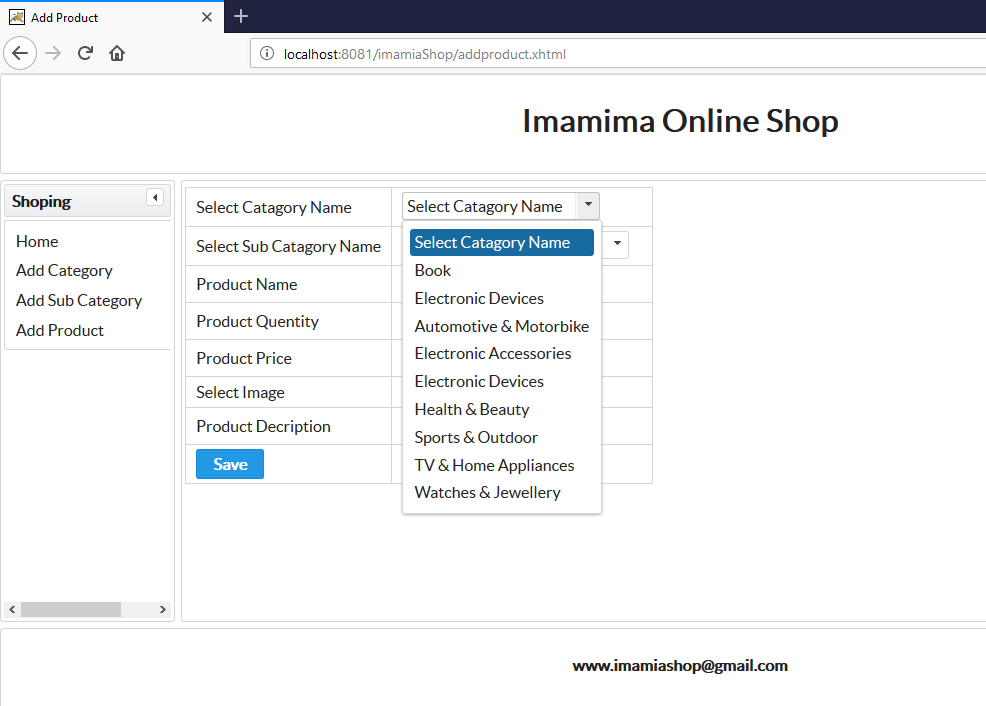 Add Product
localhost:8081/imamiaShop/addproduct.xhtml
Imamima Online Shop
Shoping
Home
Add Category
Add Sub Category
Add Product
Select Catagory Name
Select Catagory Name
Select Sub Catagory Name
Product Name
Product Quentity
Product Price
Select Image
Product Decription
Save
Select Catagory Name
Book
Electronic Devices
Automotive & Motorbike
Electronic Accessories
Electronic Devices
Health & Beauty
Sports & Outdoor
TV & Home Appliances
Watches & Jewellery
www.imamiashop@gmail.com